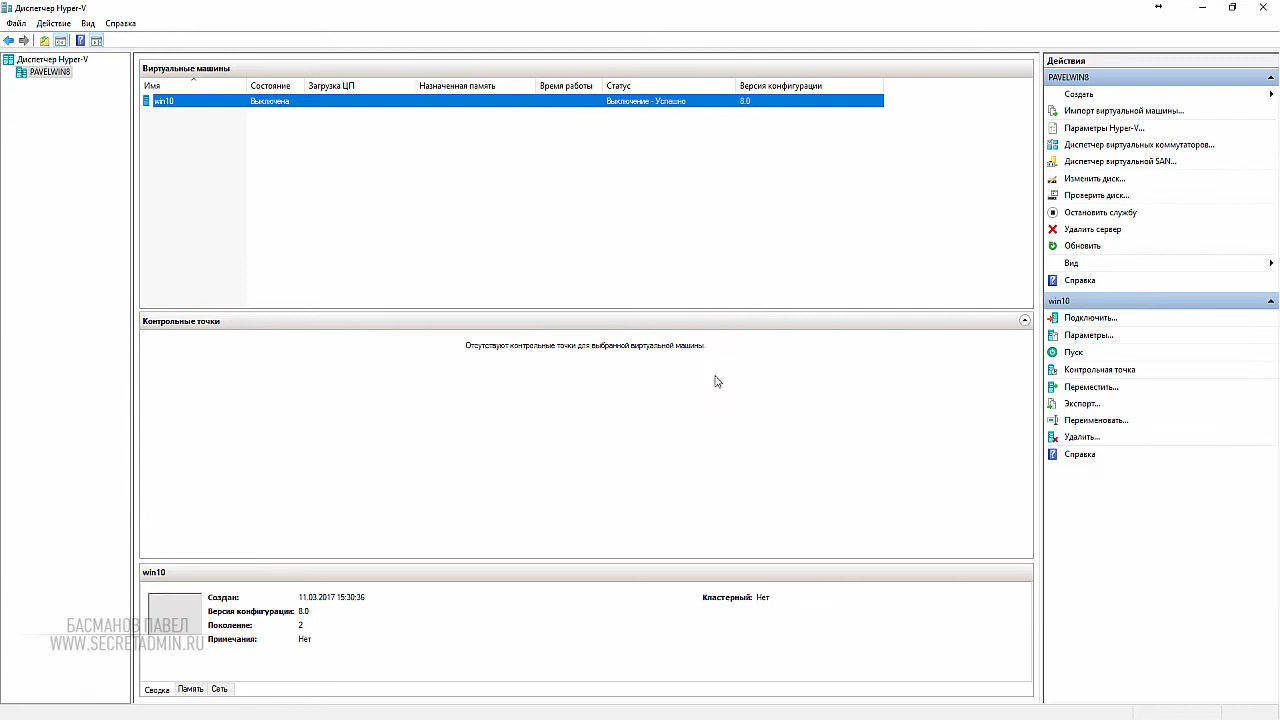 Диспетчер Hyper-V
Файл Действие Вид Справка
Диспетчер Hyper-V
PAVELWIN8
Виртуальные машины
Имя Состояние Загрузка ЦП Назначенная память Время работы Статус Версия конфигурации
win10 Выключена Выключение - Успешно 8.0
Контрольные точки
Отсутствуют контрольные точки для выбранной виртуальной машины.
win10
Создан: 11.03.2017 15:30:36 Кластерный: Нет
Версия конфигурации: 8.0
Поколение: 2
Примечания: Нет
Сводка Память Сеть
Действия
PAVELWIN8
Создать
Импорт виртуальной машины...
Параметры Hyper-V...
Диспетчер виртуальных коммутаторов...
Диспетчер виртуальной SAN...
Изменить диск...
Проверить диск...
Остановить службу
Удалить сервер
Обновить
Вид
Справка
win10
Подключить...
Параметры...
Пуск
Контрольная точка
Переместить...
Экспорт...
Переименовать...
Удалить...
Справка
БАСМАНОВ ПАВЕЛ
WWW.SECRETADMIN.RU